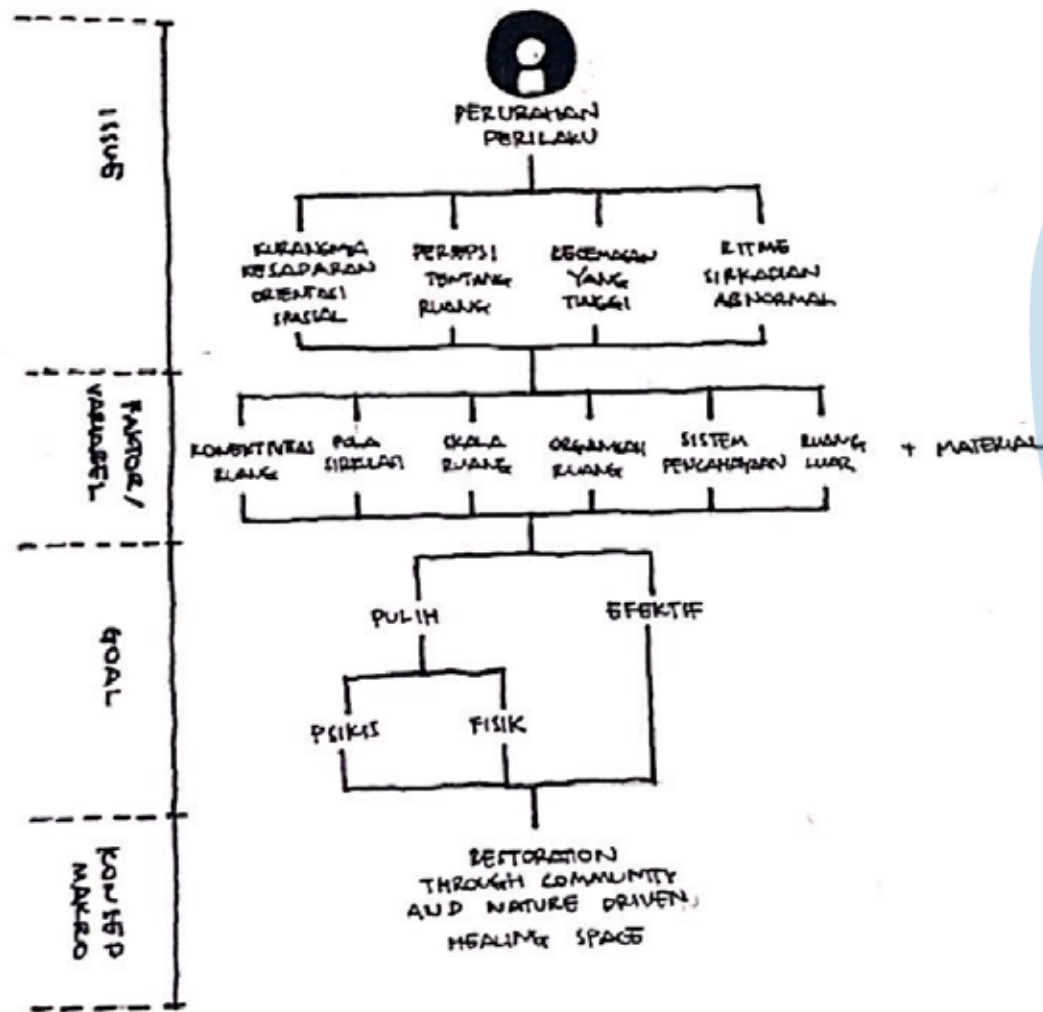 PERUBAHAN
PERILAKU
ISSUE
KURANGNYA
KESADARAN
ORIENTASI
SPASIAL
PERSEPSI
TENTANG
RUANG
KECEMASAN
YANG
TINGGI
RITME
SIRKADIAN
ABNORMAL
FAKTOR/
VARIABEL
KONEKTIVITAS
RUANG
POLA
SIRKULASI
SKALA
RUANG
ORGANISASI
RUANG
SISTEM
PENCAHAYAAN
RUANG
LUAR
+ MATERIAL
GOAL
PULIH
EFEKTIF
PSIKIS
FISIK
KONSEP
MAKRO
RESTORATION
THROUGH COMMUNITY
AND NATURE DRIVEN
HEALING SPACE